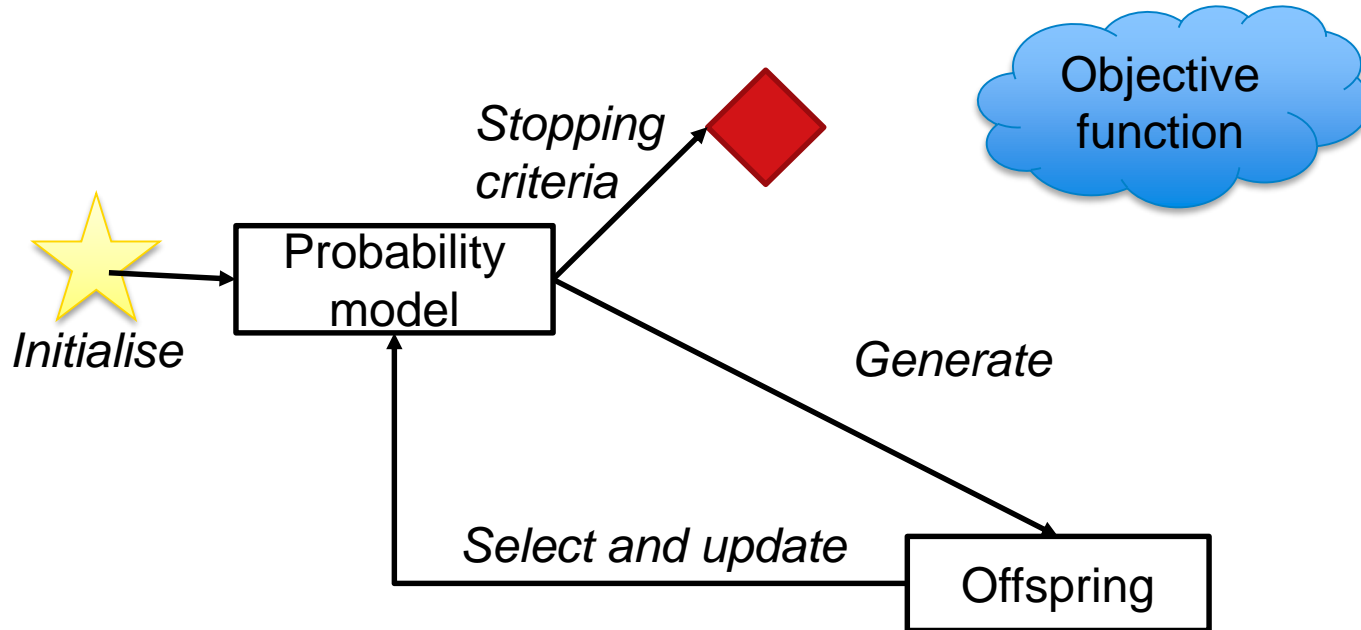 Objective
function
Stopping
criteria
Probability
model
Initialise
Generate
Select and update
Offspring